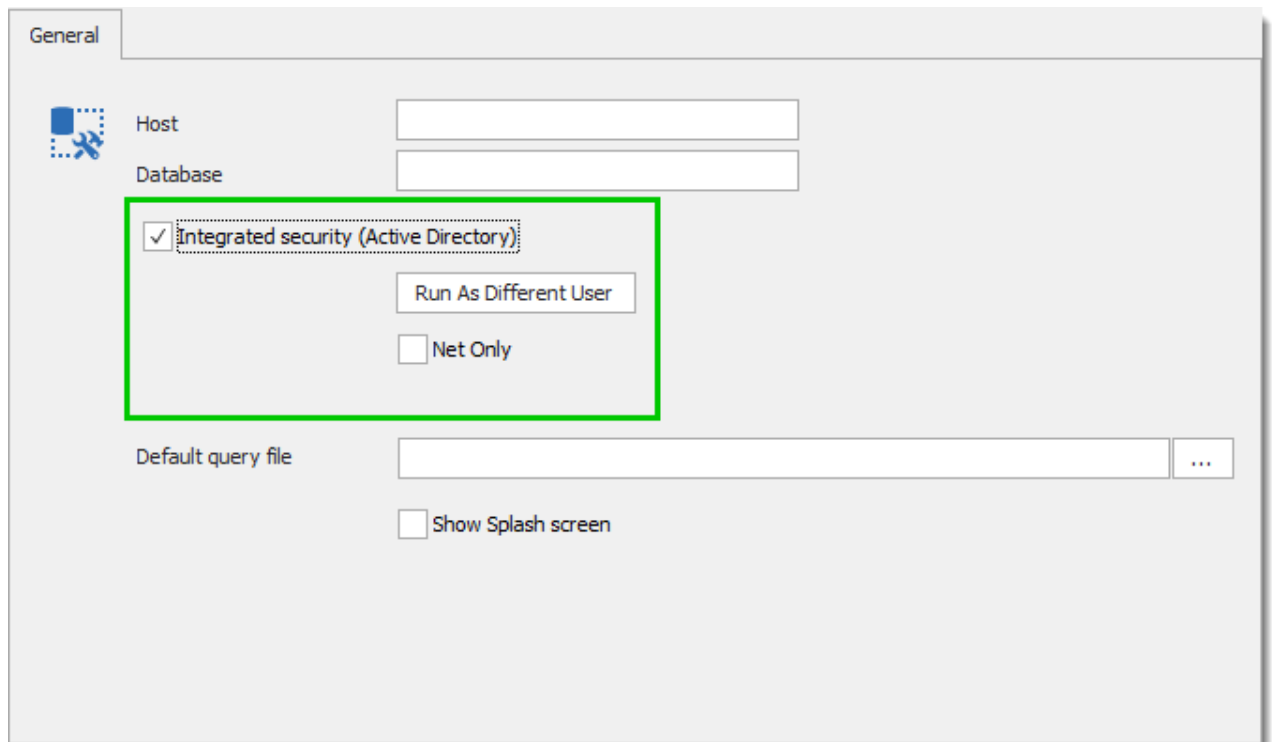 General
Host
Database
Integrated security (Active Directory)
Run As Different User
Net Only
Default query file
...
Show Splash screen